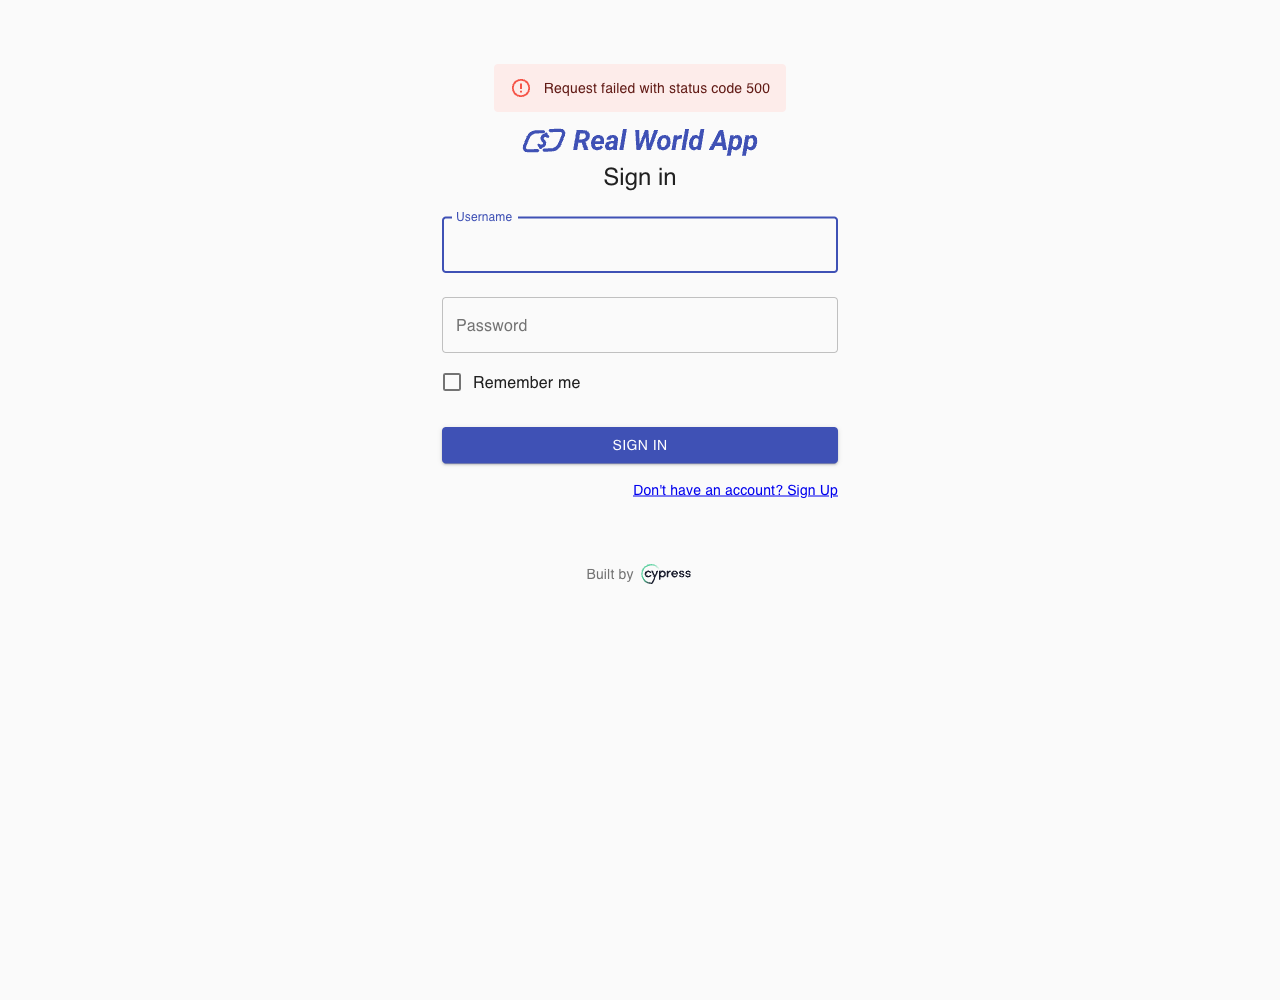 Request failed with status code 500
Real World App
Sign in
Username
Password
Remember me
SIGN IN
Don't have an account? Sign Up
Built by cypress